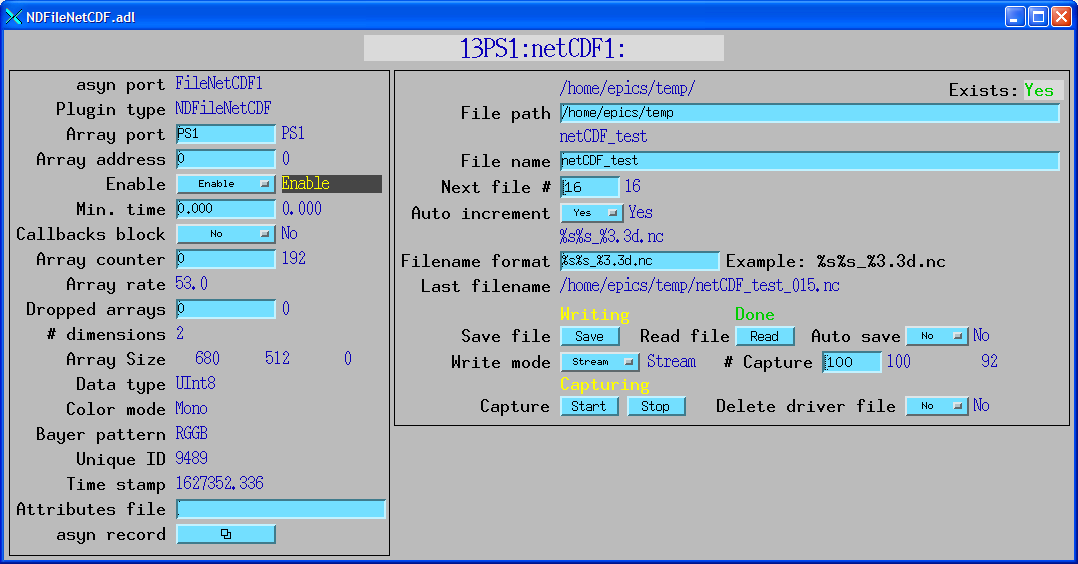 NDFileNetCDF.adl
13PS1:netCDF1:
asyn port FileNetCDF1
Plugin type NDFileNetCDF
Array port PS1 PS1
Array address 0 0
Enable Enable Enable
Min. time 0.000 0.000
Callbacks block No No
Array counter 0 192
Array rate 53.0
Dropped arrays 0 0
# dimensions 2
Array Size 680 512 0
Data type UInt8
Color mode Mono
Bayer pattern RGGB
Unique ID 9489
Time stamp 1627352.336
Attributes file
asyn record
/home/epics/temp/ Exists: Yes
File path /home/epics/temp
netCDF_test
File name netCDF_test
Next file # 16 16
Auto increment Yes Yes
%s%s_%3.3d.nc
Filename format %s%s_%3.3d.nc Example: %s%s_%3.3d.nc
Last filename /home/epics/temp/netCDF_test_015.nc
Writing Done
Save file Save Read file Read Auto save No No
Write mode Stream Stream # Capture 100 100 92
Capturing
Capture Start Stop Delete driver file No No